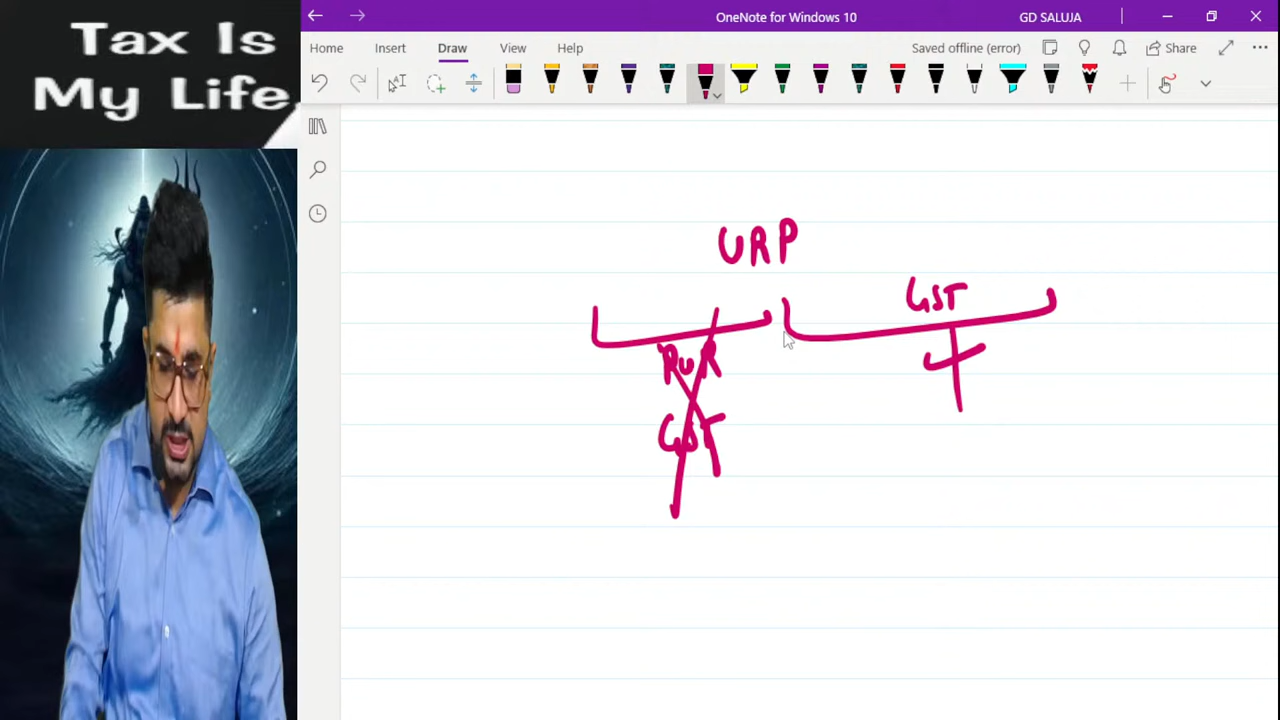 Tax Is
My Life
OneNote for Windows 10
GD SALUJA
Home Insert Draw View Help
Saved offline (error)
Share
URP
GST
RUR
GST